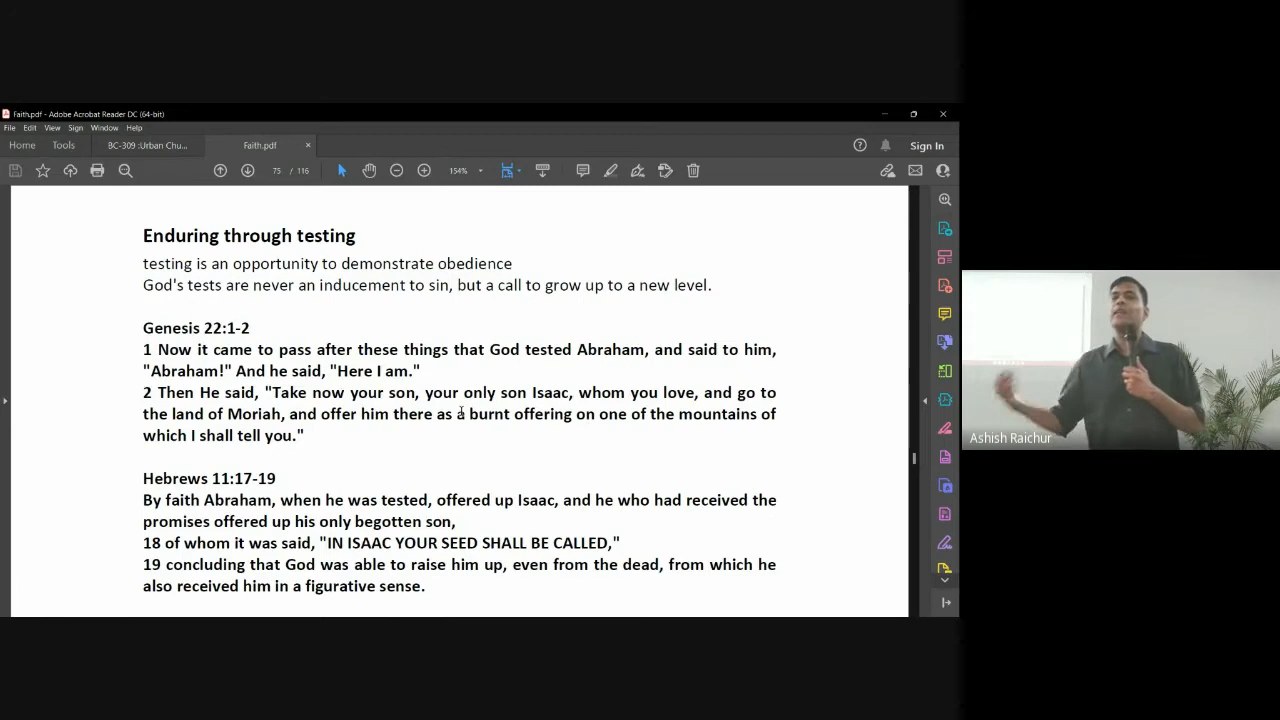 Faith.pdf - Adobe Acrobat Reader DC (64-bit)
File Edit View Sign Window Help
Home Tools BC-309 :Urban Chu... Faith.pdf × Sign In
75 / 116 154%
Enduring through testing
testing is an opportunity to demonstrate obedience
God's tests are never an inducement to sin, but a call to grow up to a new level.
Genesis 22:1-2
1 Now it came to pass after these things that God tested Abraham, and said to him,
"Abraham!" And he said, "Here I am."
2 Then He said, "Take now your son, your only son Isaac, whom you love, and go to
the land of Moriah, and offer him there as a burnt offering on one of the mountains of
which I shall tell you."
Hebrews 11:17-19
By faith Abraham, when he was tested, offered up Isaac, and he who had received the
promises offered up his only begotten son,
18 of whom it was said, "IN ISAAC YOUR SEED SHALL BE CALLED,"
19 concluding that God was able to raise him up, even from the dead, from which he
also received him in a figurative sense.
Ashish Raichur